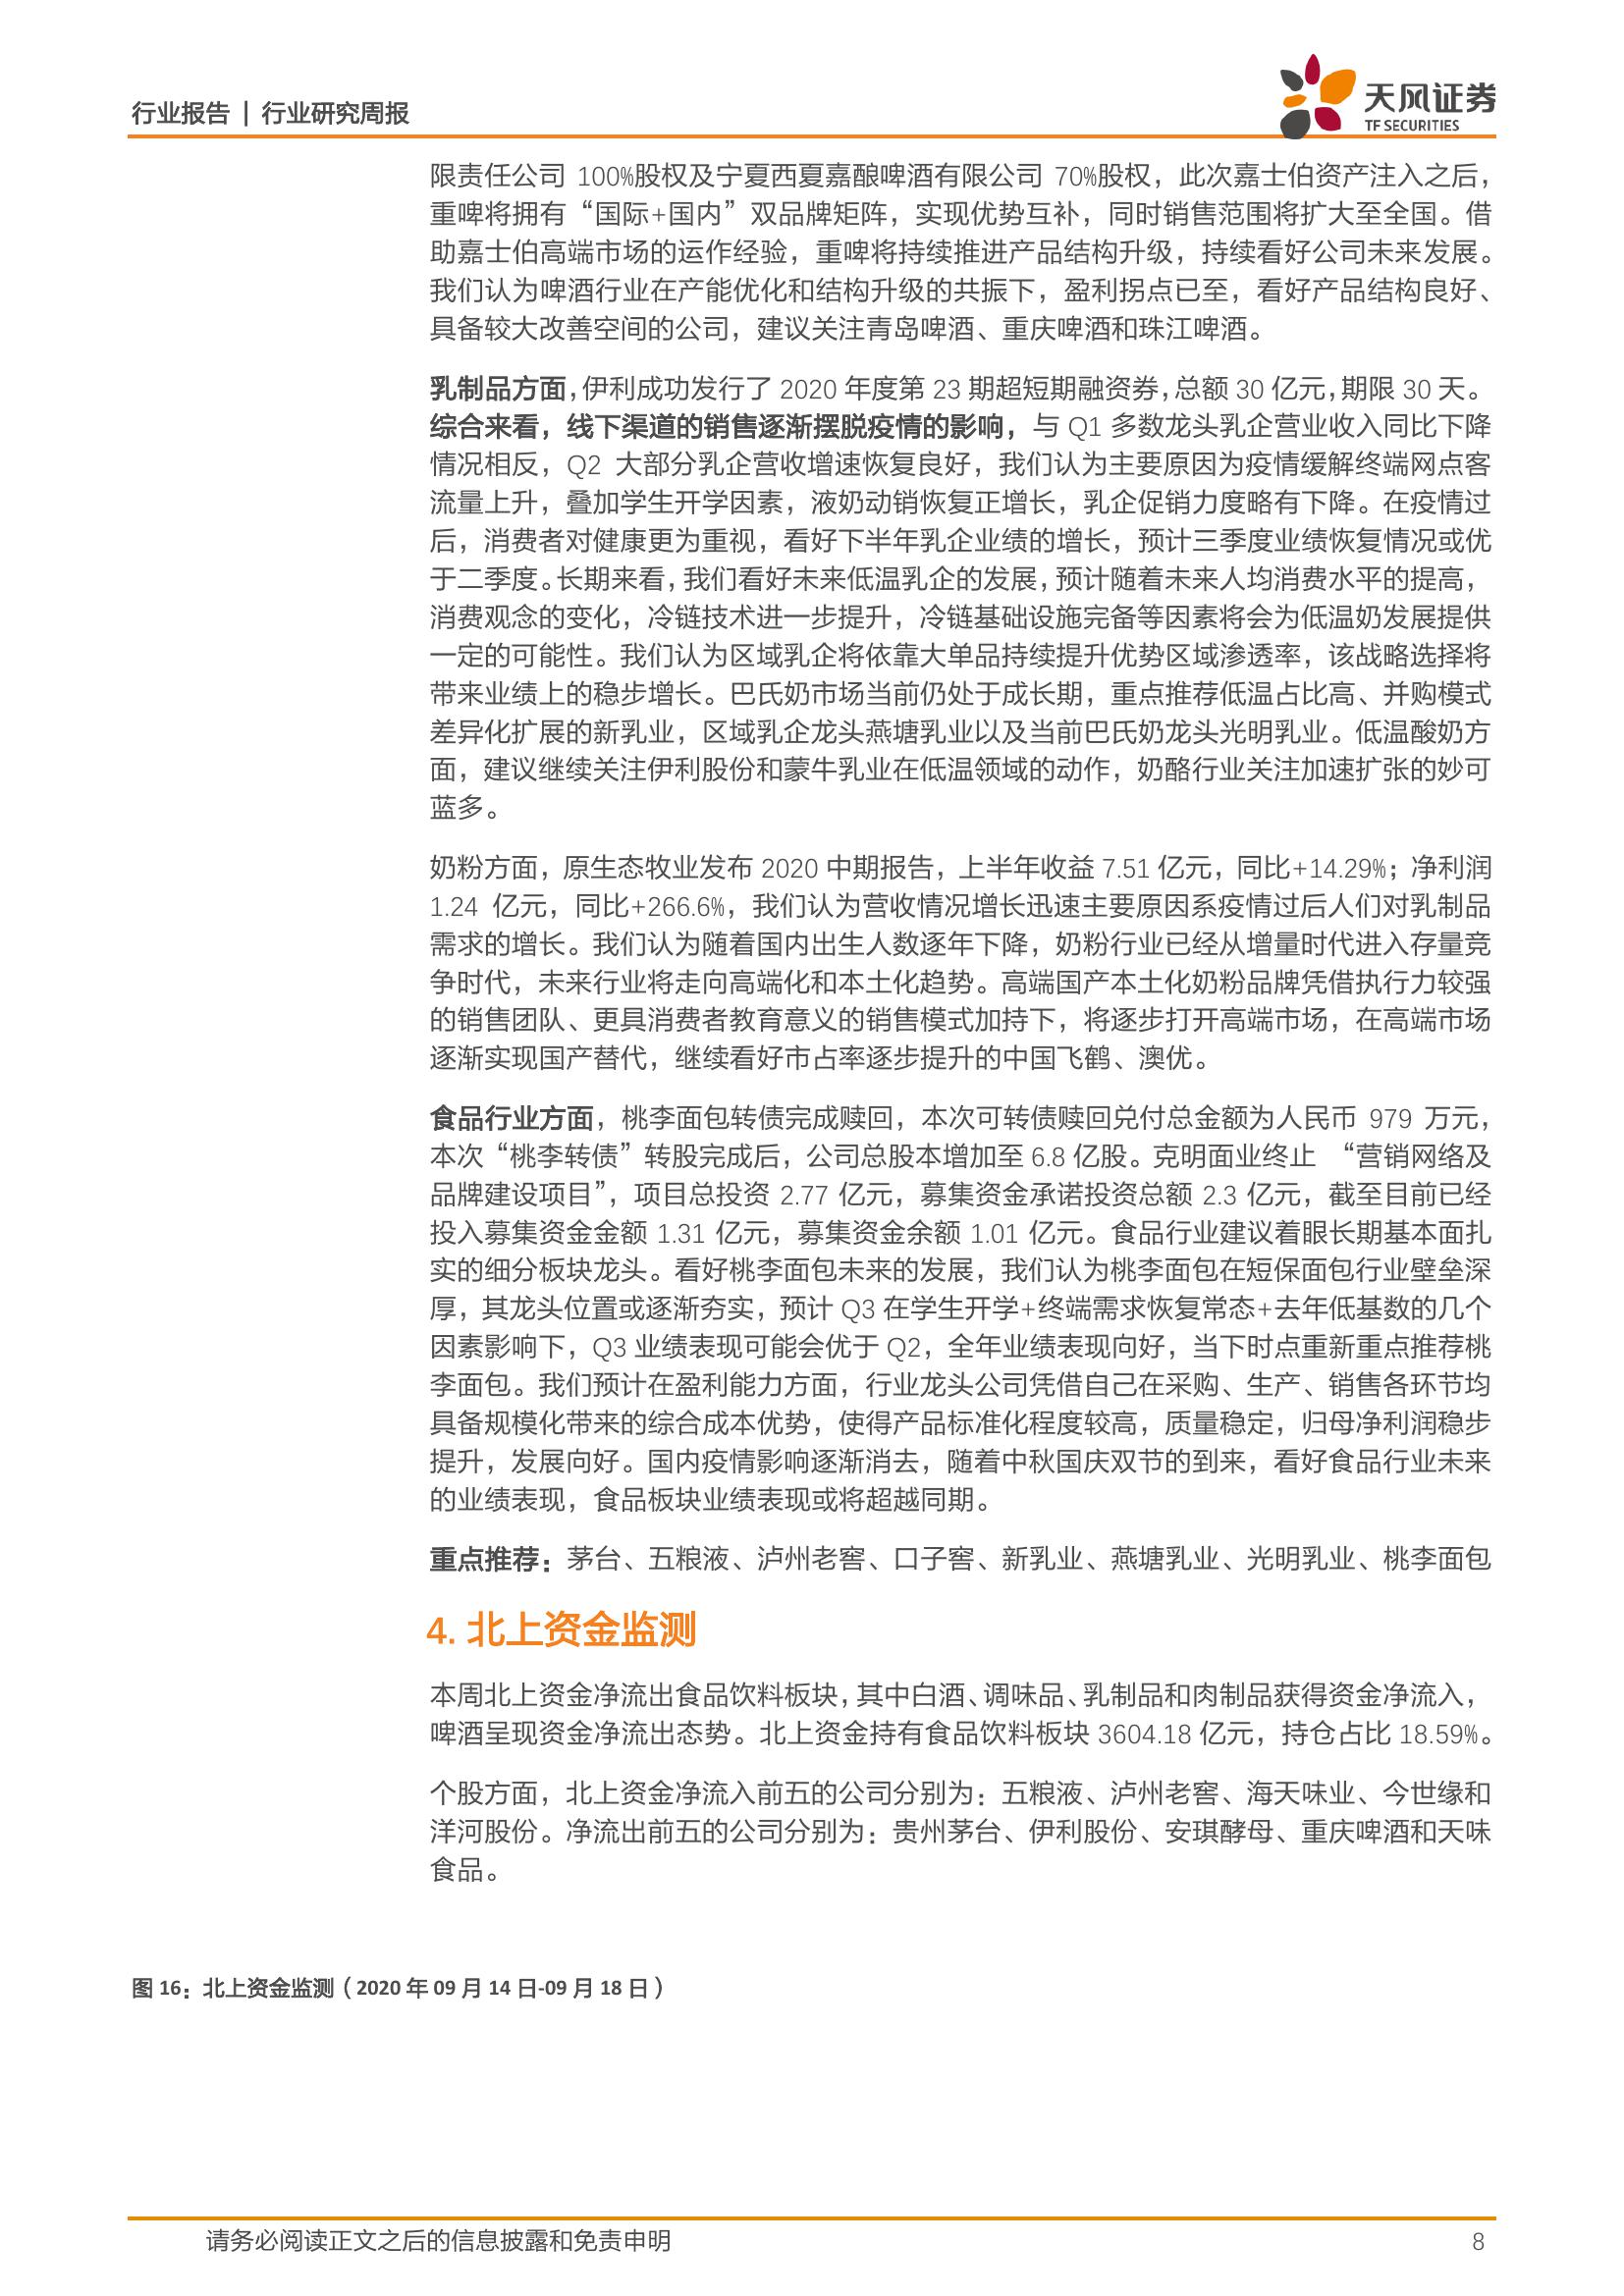 行业报告 | 行业研究周报
天风证券
TF SECURITIES
限责任公司 100%股权及宁夏西夏嘉酿啤酒有限公司 70%股权，此次嘉士伯资产注入之后，
重啤将拥有“国际+国内”双品牌矩阵，实现优势互补，同时销售范围将扩大至全国。借
助嘉士伯高端市场的运作经验，重啤将持续推进产品结构升级，持续看好公司未来发展。
我们认为啤酒行业在产能优化和结构升级的共振下，盈利拐点已至，看好产品结构良好、
具备较大改善空间的公司，建议关注青岛啤酒、重庆啤酒和珠江啤酒。
乳制品方面，伊利成功发行了 2020 年度第 23 期超短期融资券，总额 30 亿元，期限 30 天。
综合来看，线下渠道的销售逐渐摆脱疫情的影响，与 Q1 多数龙头乳企营业收入同比下降
情况相反，Q2 大部分乳企营收增速恢复良好，我们认为主要原因为疫情缓解终端网点客
流量上升，叠加学生开学因素，液奶动销恢复正增长，乳企促销力度略有下降。在疫情过
后，消费者对健康更为重视，看好下半年乳企业绩的增长，预计三季度业绩恢复情况或优
于二季度。长期来看，我们看好未来低温乳企的发展，预计随着未来人均消费水平的提高，
消费观念的变化，冷链技术进一步提升，冷链基础设施完备等因素将会为低温奶发展提供
一定的可能性。我们认为区域乳企将依靠大单品持续提升优势区域渗透率，该战略选择将
带来业绩上的稳步增长。巴氏奶市场当前仍处于成长期，重点推荐低温占比高、并购模式
差异化扩展的新乳业，区域乳企龙头燕塘乳业以及当前巴氏奶龙头光明乳业。低温酸奶方
面，建议继续关注伊利股份和蒙牛乳业在低温领域的动作，奶酪行业关注加速扩张的妙可
蓝多。
奶粉方面，原生态牧业发布 2020 中期报告，上半年收益 7.51 亿元，同比+14.29%；净利润
1.24 亿元，同比+266.6%，我们认为营收情况增长迅速主要原因系疫情过后人们对乳制品
需求的增长。我们认为随着国内出生人数逐年下降，奶粉行业已经从增量时代进入存量竞
争时代，未来行业将走向高端化和本土化趋势。高端国产本土化奶粉品牌凭借执行力较强
的销售团队、更具消费者教育意义的销售模式加持下，将逐步打开高端市场，在高端市场
逐渐实现国产替代，继续看好市占率逐步提升的中国飞鹤、澳优。
食品行业方面，桃李面包转债完成赎回，本次可转债赎回兑付总金额为人民币 979 万元，
本次“桃李转债”转股完成后，公司总股本增加至 6.8 亿股。克明面业终止 “营销网络及
品牌建设项目”，项目总投资 2.77 亿元，募集资金承诺投资总额 2.3 亿元，截至目前已经
投入募集资金金额 1.31 亿元，募集资金余额 1.01 亿元。食品行业建议着眼长期基本面扎
实的细分板块龙头。看好桃李面包未来的发展，我们认为桃李面包在短保面包行业壁垒深
厚，其龙头位置或逐渐夯实，预计 Q3 在学生开学+终端需求恢复常态+去年低基数的几个
因素影响下，Q3 业绩表现可能会优于 Q2，全年业绩表现向好，当下时点重新重点推荐桃
李面包。我们预计在盈利能力方面，行业龙头公司凭借自己在采购、生产、销售各环节均
具备规模化带来的综合成本优势，使得产品标准化程度较高，质量稳定，归母净利润稳步
提升，发展向好。国内疫情影响逐渐消去，随着中秋国庆双节的到来，看好食品行业未来
的业绩表现，食品板块业绩表现或将超越同期。
重点推荐：茅台、五粮液、泸州老窖、口子窖、新乳业、燕塘乳业、光明乳业、桃李面包
4. 北上资金监测
本周北上资金净流出食品饮料板块，其中白酒、调味品、乳制品和肉制品获得资金净流入，
啤酒呈现资金净流出态势。北上资金持有食品饮料板块 3604.18 亿元，持仓占比 18.59%。
个股方面，北上资金净流入前五的公司分别为：五粮液、泸州老窖、海天味业、今世缘和
洋河股份。净流出前五的公司分别为：贵州茅台、伊利股份、安琪酵母、重庆啤酒和天味
食品。
图 16：北上资金监测（2020 年 09 月 14 日-09 月 18 日）
请务必阅读正文之后的信息披露和免责申明
8